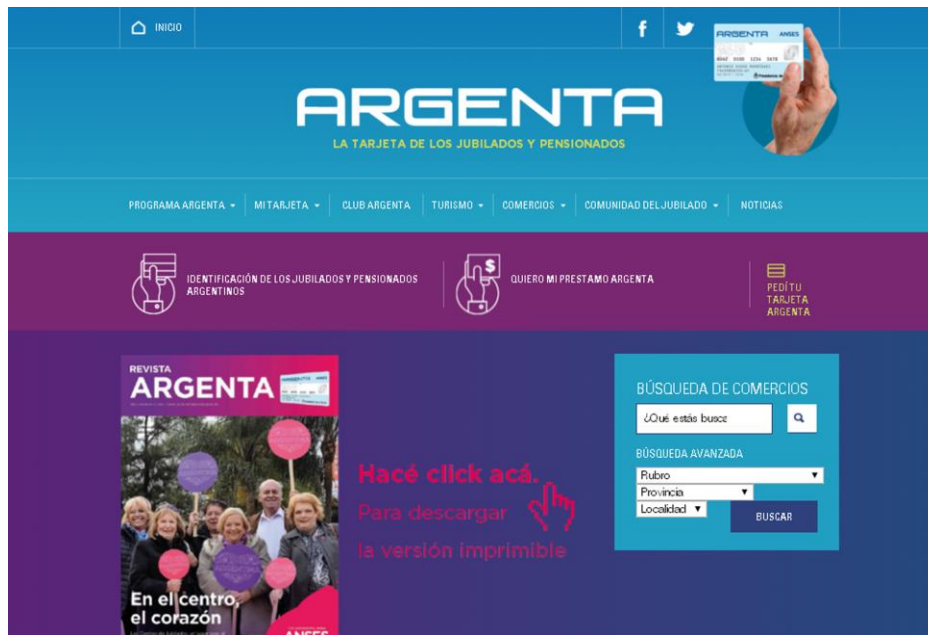 INICIO
ARGENTA ANSES
ARGENTA
LA TARJETA DE LOS JUBILADOS Y PENSIONADOS
PROGRAMA ARGENTA
MI TARJETA
CLUB ARGENTA
TURISMO
COMERCIOS
COMUNIDAD DEL JUBILADO
NOTICIAS
IDENTIFICACIÓN DE LOS JUBILADOS Y PENSIONADOS
ARGENTINOS
QUIERO MI PRESTAMO ARGENTA
PEDÍ TU
TARJETA
ARGENTA
REVISTA
ARGENTA
En el centro,
el corazón
ANSES
Hacé click acá.
Para descargar
la versión imprimible
BÚSQUEDA DE COMERCIOS
¿Qué estás busca
BÚSQUEDA AVANZADA
Rubro
Provincia
Localidad
BUSCAR